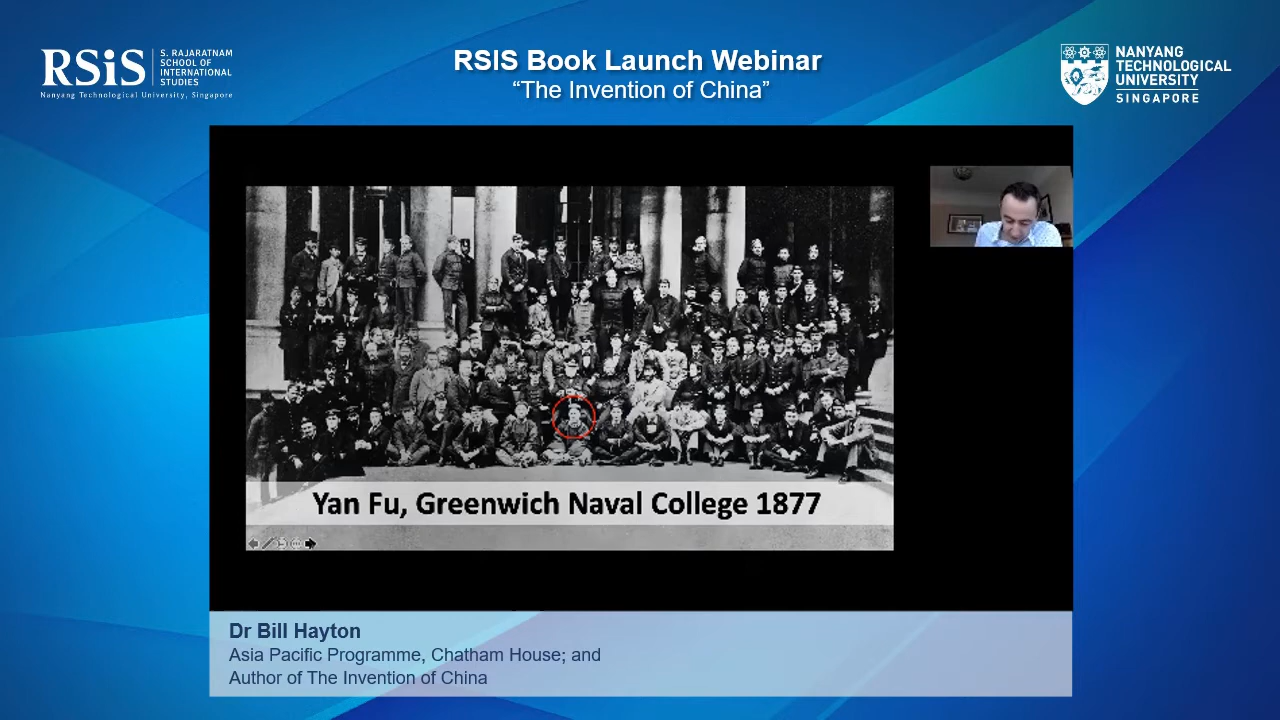 RSiS
S. RAJARATNAM
SCHOOL OF
INTERNATIONAL
STUDIES
Nanyang Technological University, Singapore
RSIS Book Launch Webinar
“The Invention of China”
NANYANG
TECHNOLOGICAL
UNIVERSITY
SINGAPORE
Yan Fu, Greenwich Naval College 1877
Dr Bill Hayton
Asia Pacific Programme, Chatham House; and
Author of The Invention of China